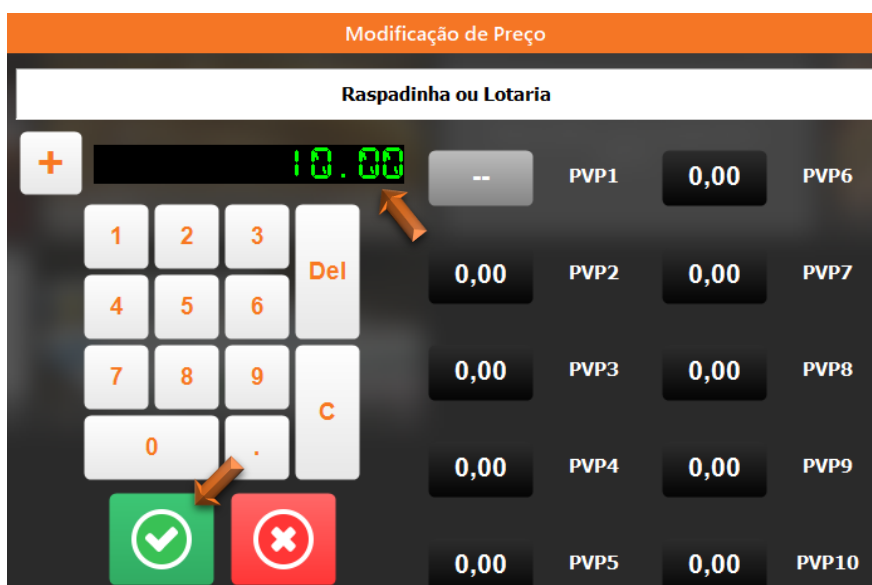 Modificação de Preço
Raspadinha ou Lotaria
+ 10.00
-- PVP1 0,00 PVP6
1 2 3 Del
0,00 PVP2 0,00 PVP7
4 5 6
7 8 9 C
0,00 PVP3 0,00 PVP8
0 .
0,00 PVP4 0,00 PVP9
0,00 PVP5 0,00 PVP10